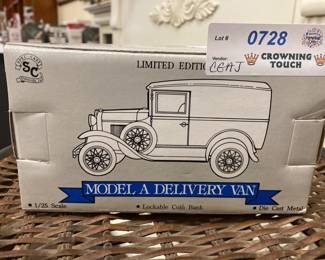 Lot #
0728
Vendor:
CEAJ
CROWNING
TOUCH
SC
LIMITED EDITIO
MODEL A DELIVERY VAN
• 1/25 Scale
• Lockable Coin Bank
• Die Cast Metal